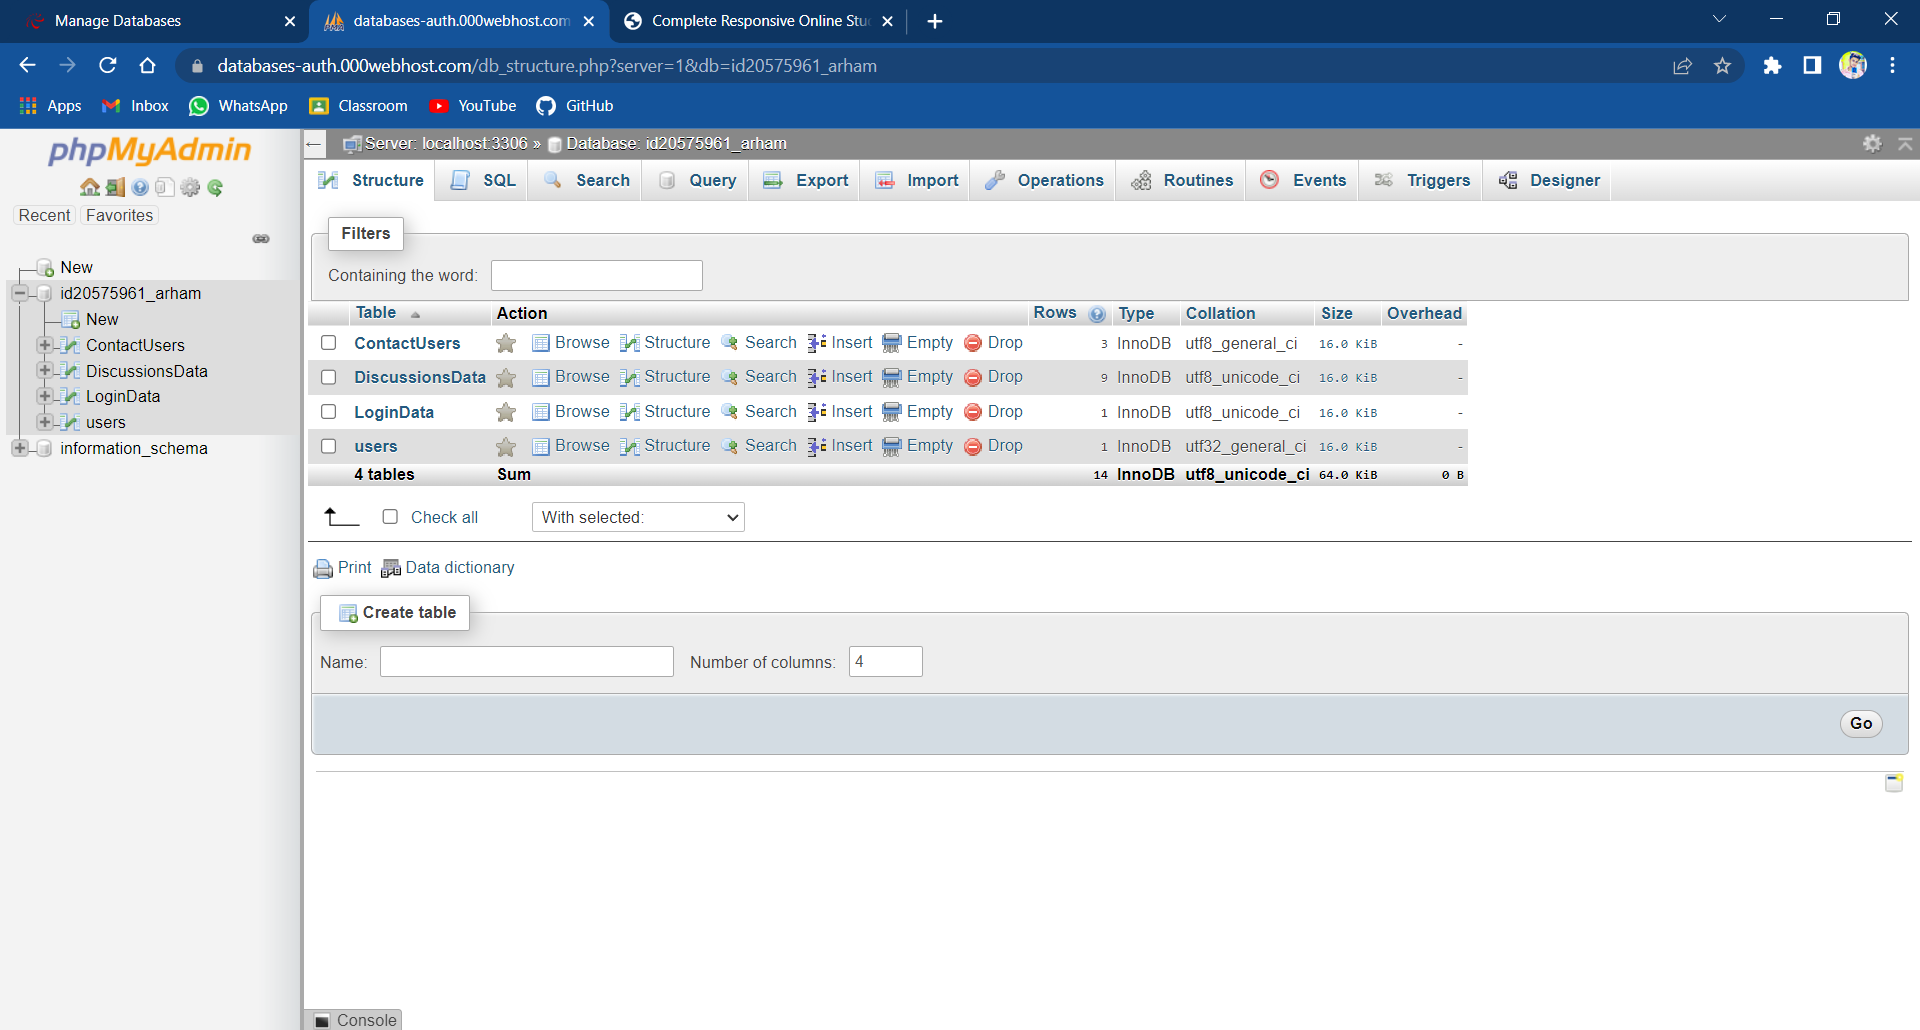 Manage Databases
databases-auth.000webhost.com
Complete Responsive Online Stu
databases-auth.000webhost.com/db_structure.php?server=1&db=id20575961_arham
Apps Inbox WhatsApp Classroom YouTube GitHub
phpMyAdmin
Recent Favorites
New
id20575961_arham
New
ContactUsers
DiscussionsData
LoginData
users
information_schema
Server: localhost:3306 » Database: id20575961_arham
Structure SQL Search Query Export Import Operations Routines Events Triggers Designer
Filters
Containing the word:
Table Action Rows Type Collation Size Overhead
ContactUsers Browse Structure Search Insert Empty Drop 3 InnoDB utf8_general_ci 16.0 KiB -
DiscussionsData Browse Structure Search Insert Empty Drop 9 InnoDB utf8_unicode_ci 16.0 KiB -
LoginData Browse Structure Search Insert Empty Drop 1 InnoDB utf8_unicode_ci 16.0 KiB -
users Browse Structure Search Insert Empty Drop 1 InnoDB utf32_general_ci 16.0 KiB -
4 tables Sum 14 InnoDB utf8_unicode_ci 64.0 KiB 0 B
Check all With selected:
Print Data dictionary
Create table
Name: Number of columns: 4
Go
Console